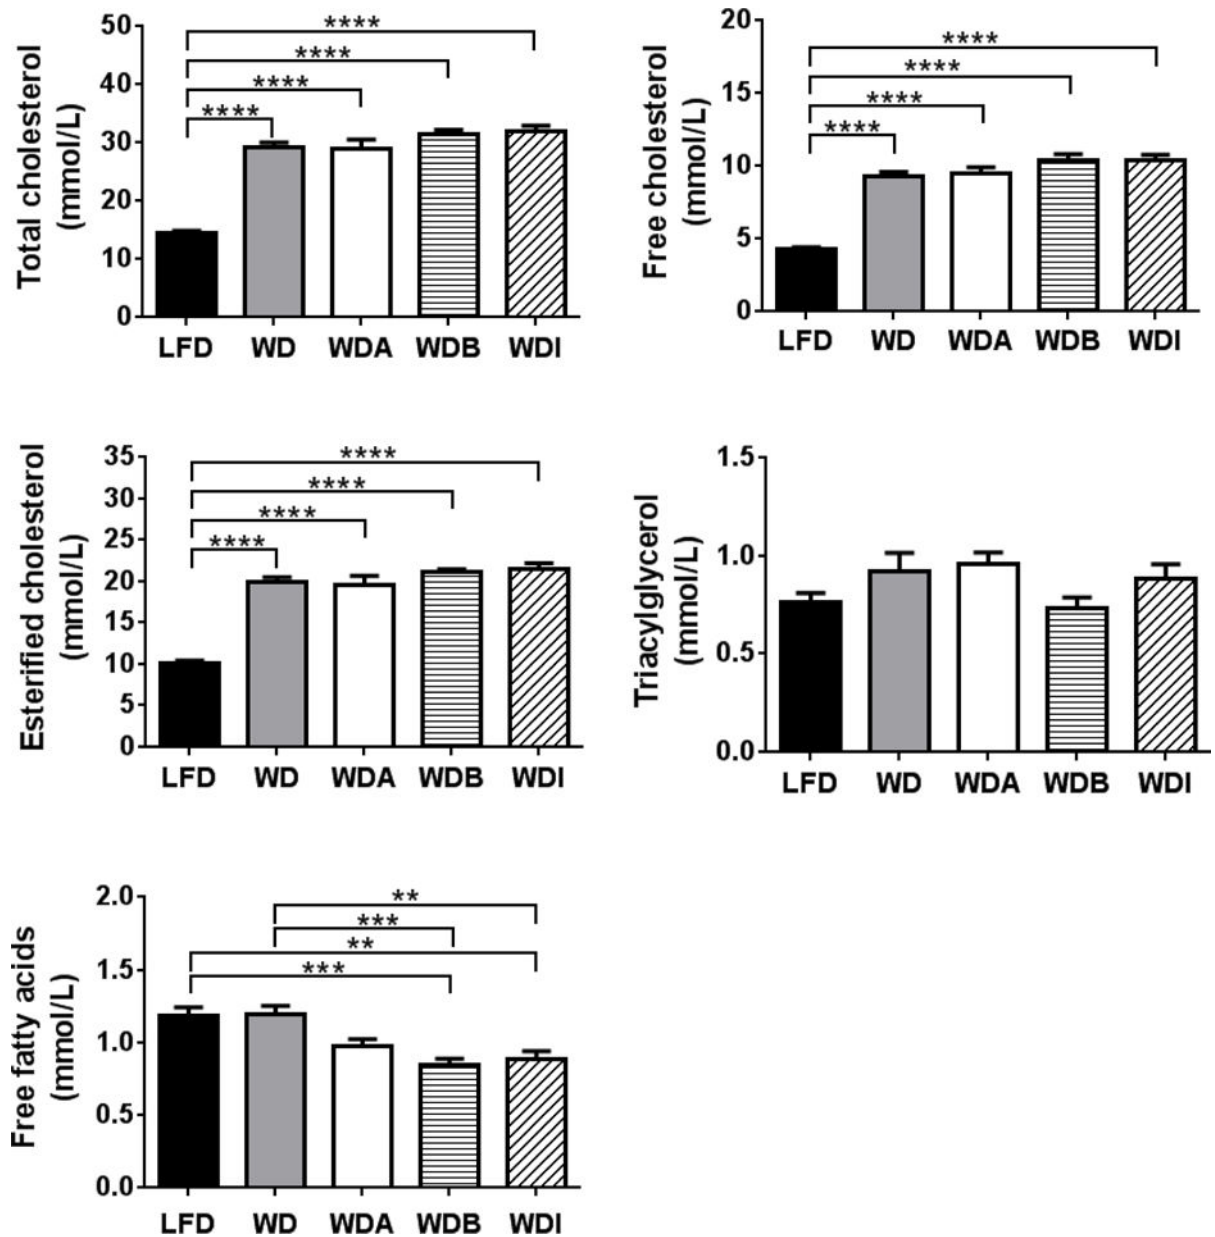 Total cholesterol
(mmol/L)
50
40
30
20
10
0
****
****
****
****
LFD WD WDA WDB WDI
Free cholesterol
(mmol/L)
20
15
10
5
0
****
****
****
****
LFD WD WDA WDB WDI
Esterified cholesterol
(mmol/L)
35
30
25
20
15
10
5
0
****
****
****
****
LFD WD WDA WDB WDI
Triacylglycerol
(mmol/L)
1.5
1.0
0.5
0.0
LFD WD WDA WDB WDI
Free fatty acids
(mmol/L)
2.0
1.5
1.0
0.5
0.0
**
***
**
***
LFD WD WDA WDB WDI